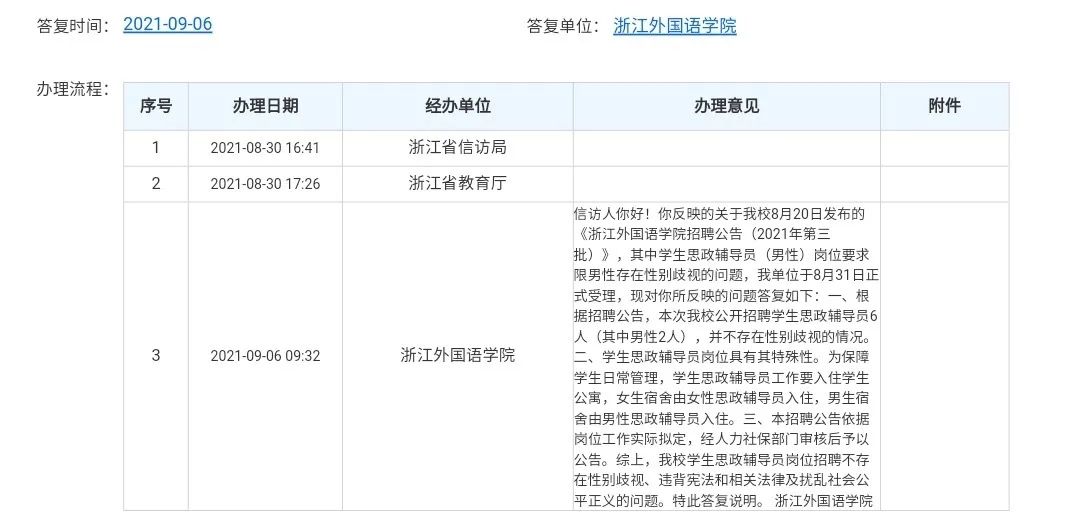 答复时间： 2021-09-06 答复单位： 浙江外国语学院
办理流程：
序号 办理日期 经办单位 办理意见 附件
1 2021-08-30 16:41 浙江省信访局
2 2021-08-30 17:26 浙江省教育厅
3 2021-09-06 09:32 浙江外国语学院
信访人你好！你反映的关于我校8月20日发布的
《浙江外国语学院招聘公告（2021年第三
批）》，其中学生思政辅导员（男性）岗位要求
限男性存在性别歧视的问题，我单位于8月31日正
式受理，现对你所反映的问题答复如下：一、根
据招聘公告，本次我校公开招聘学生思政辅导员6
人（其中男性2人），并不存在性别歧视的情况。
二、学生思政辅导员岗位具有其特殊性。为保障
学生日常管理，学生思政辅导员工作要入住学生
公寓，女生宿舍由女性思政辅导员入住，男生宿
舍由男性思政辅导员入住。三、本招聘公告依据
岗位工作实际拟定，经人力社保部门审核后予以
公告。综上，我校学生思政辅导员岗位招聘不存
在性别歧视、违背宪法和相关法律及扰乱社会公
平正义的问题。特此答复说明。 浙江外国语学院